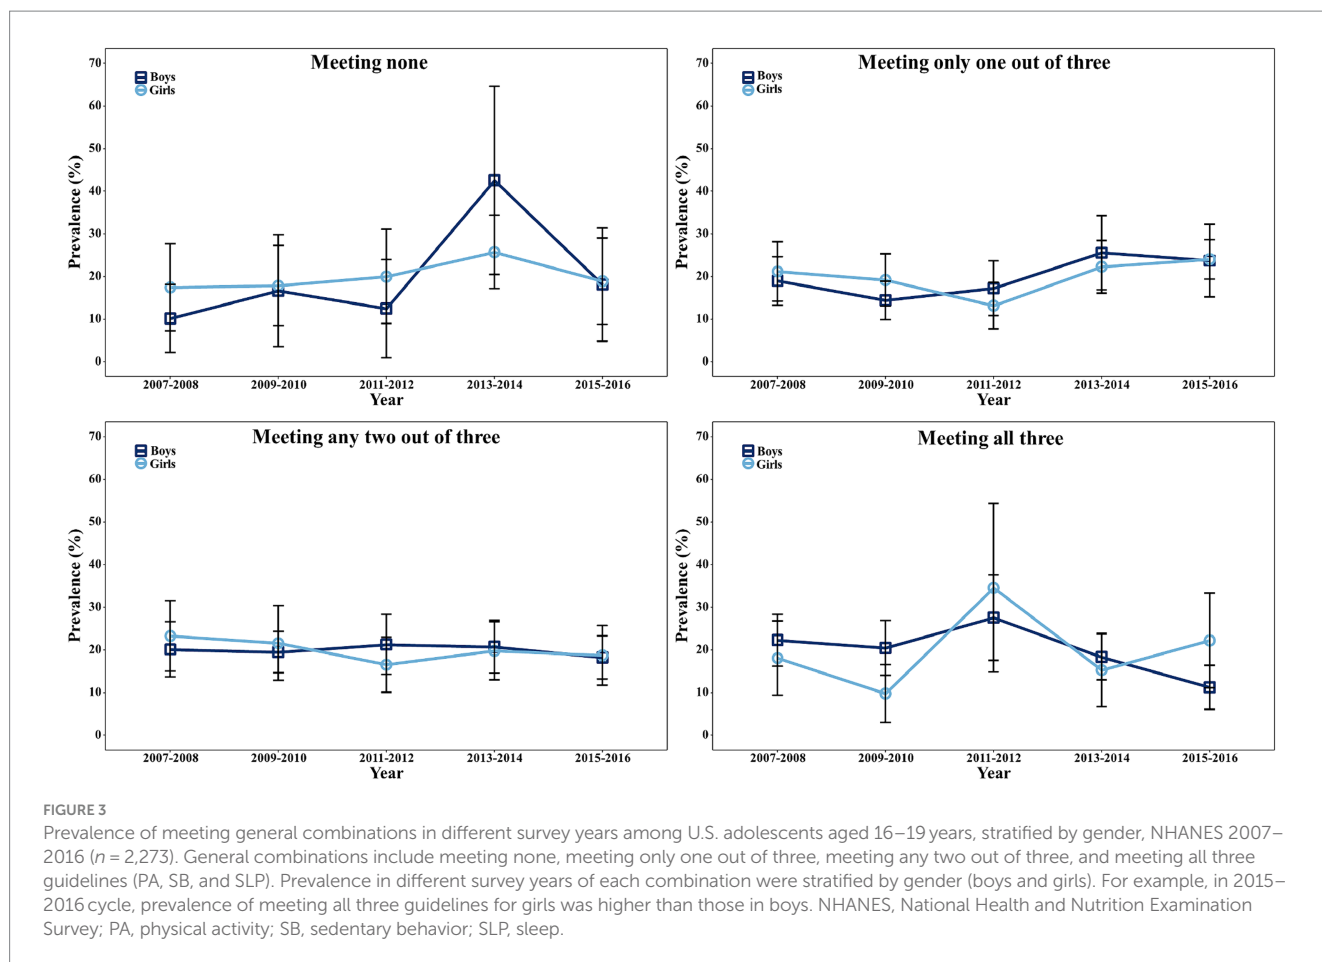 Meeting none
Boys
Girls
70
60
50
40
30
20
10
0
Prevalence (%)
2007-2008 2009-2010 2011-2012 2013-2014 2015-2016
Year
Meeting only one out of three
Boys
Girls
70
60
50
40
30
20
10
0
Prevalence (%)
2007-2008 2009-2010 2011-2012 2013-2014 2015-2016
Year
Meeting any two out of three
Boys
Girls
70
60
50
40
30
20
10
0
Prevalence (%)
2007-2008 2009-2010 2011-2012 2013-2014 2015-2016
Year
Meeting all three
Boys
Girls
70
60
50
40
30
20
10
0
Prevalence (%)
2007-2008 2009-2010 2011-2012 2013-2014 2015-2016
Year
FIGURE 3
Prevalence of meeting general combinations in different survey years among U.S. adolescents aged 16–19 years, stratified by gender, NHANES 2007–
2016 (n = 2,273). General combinations include meeting none, meeting only one out of three, meeting any two out of three, and meeting all three
guidelines (PA, SB, and SLP). Prevalence in different survey years of each combination were stratified by gender (boys and girls). For example, in 2015–
2016 cycle, prevalence of meeting all three guidelines for girls was higher than those in boys. NHANES, National Health and Nutrition Examination
Survey; PA, physical activity; SB, sedentary behavior; SLP, sleep.